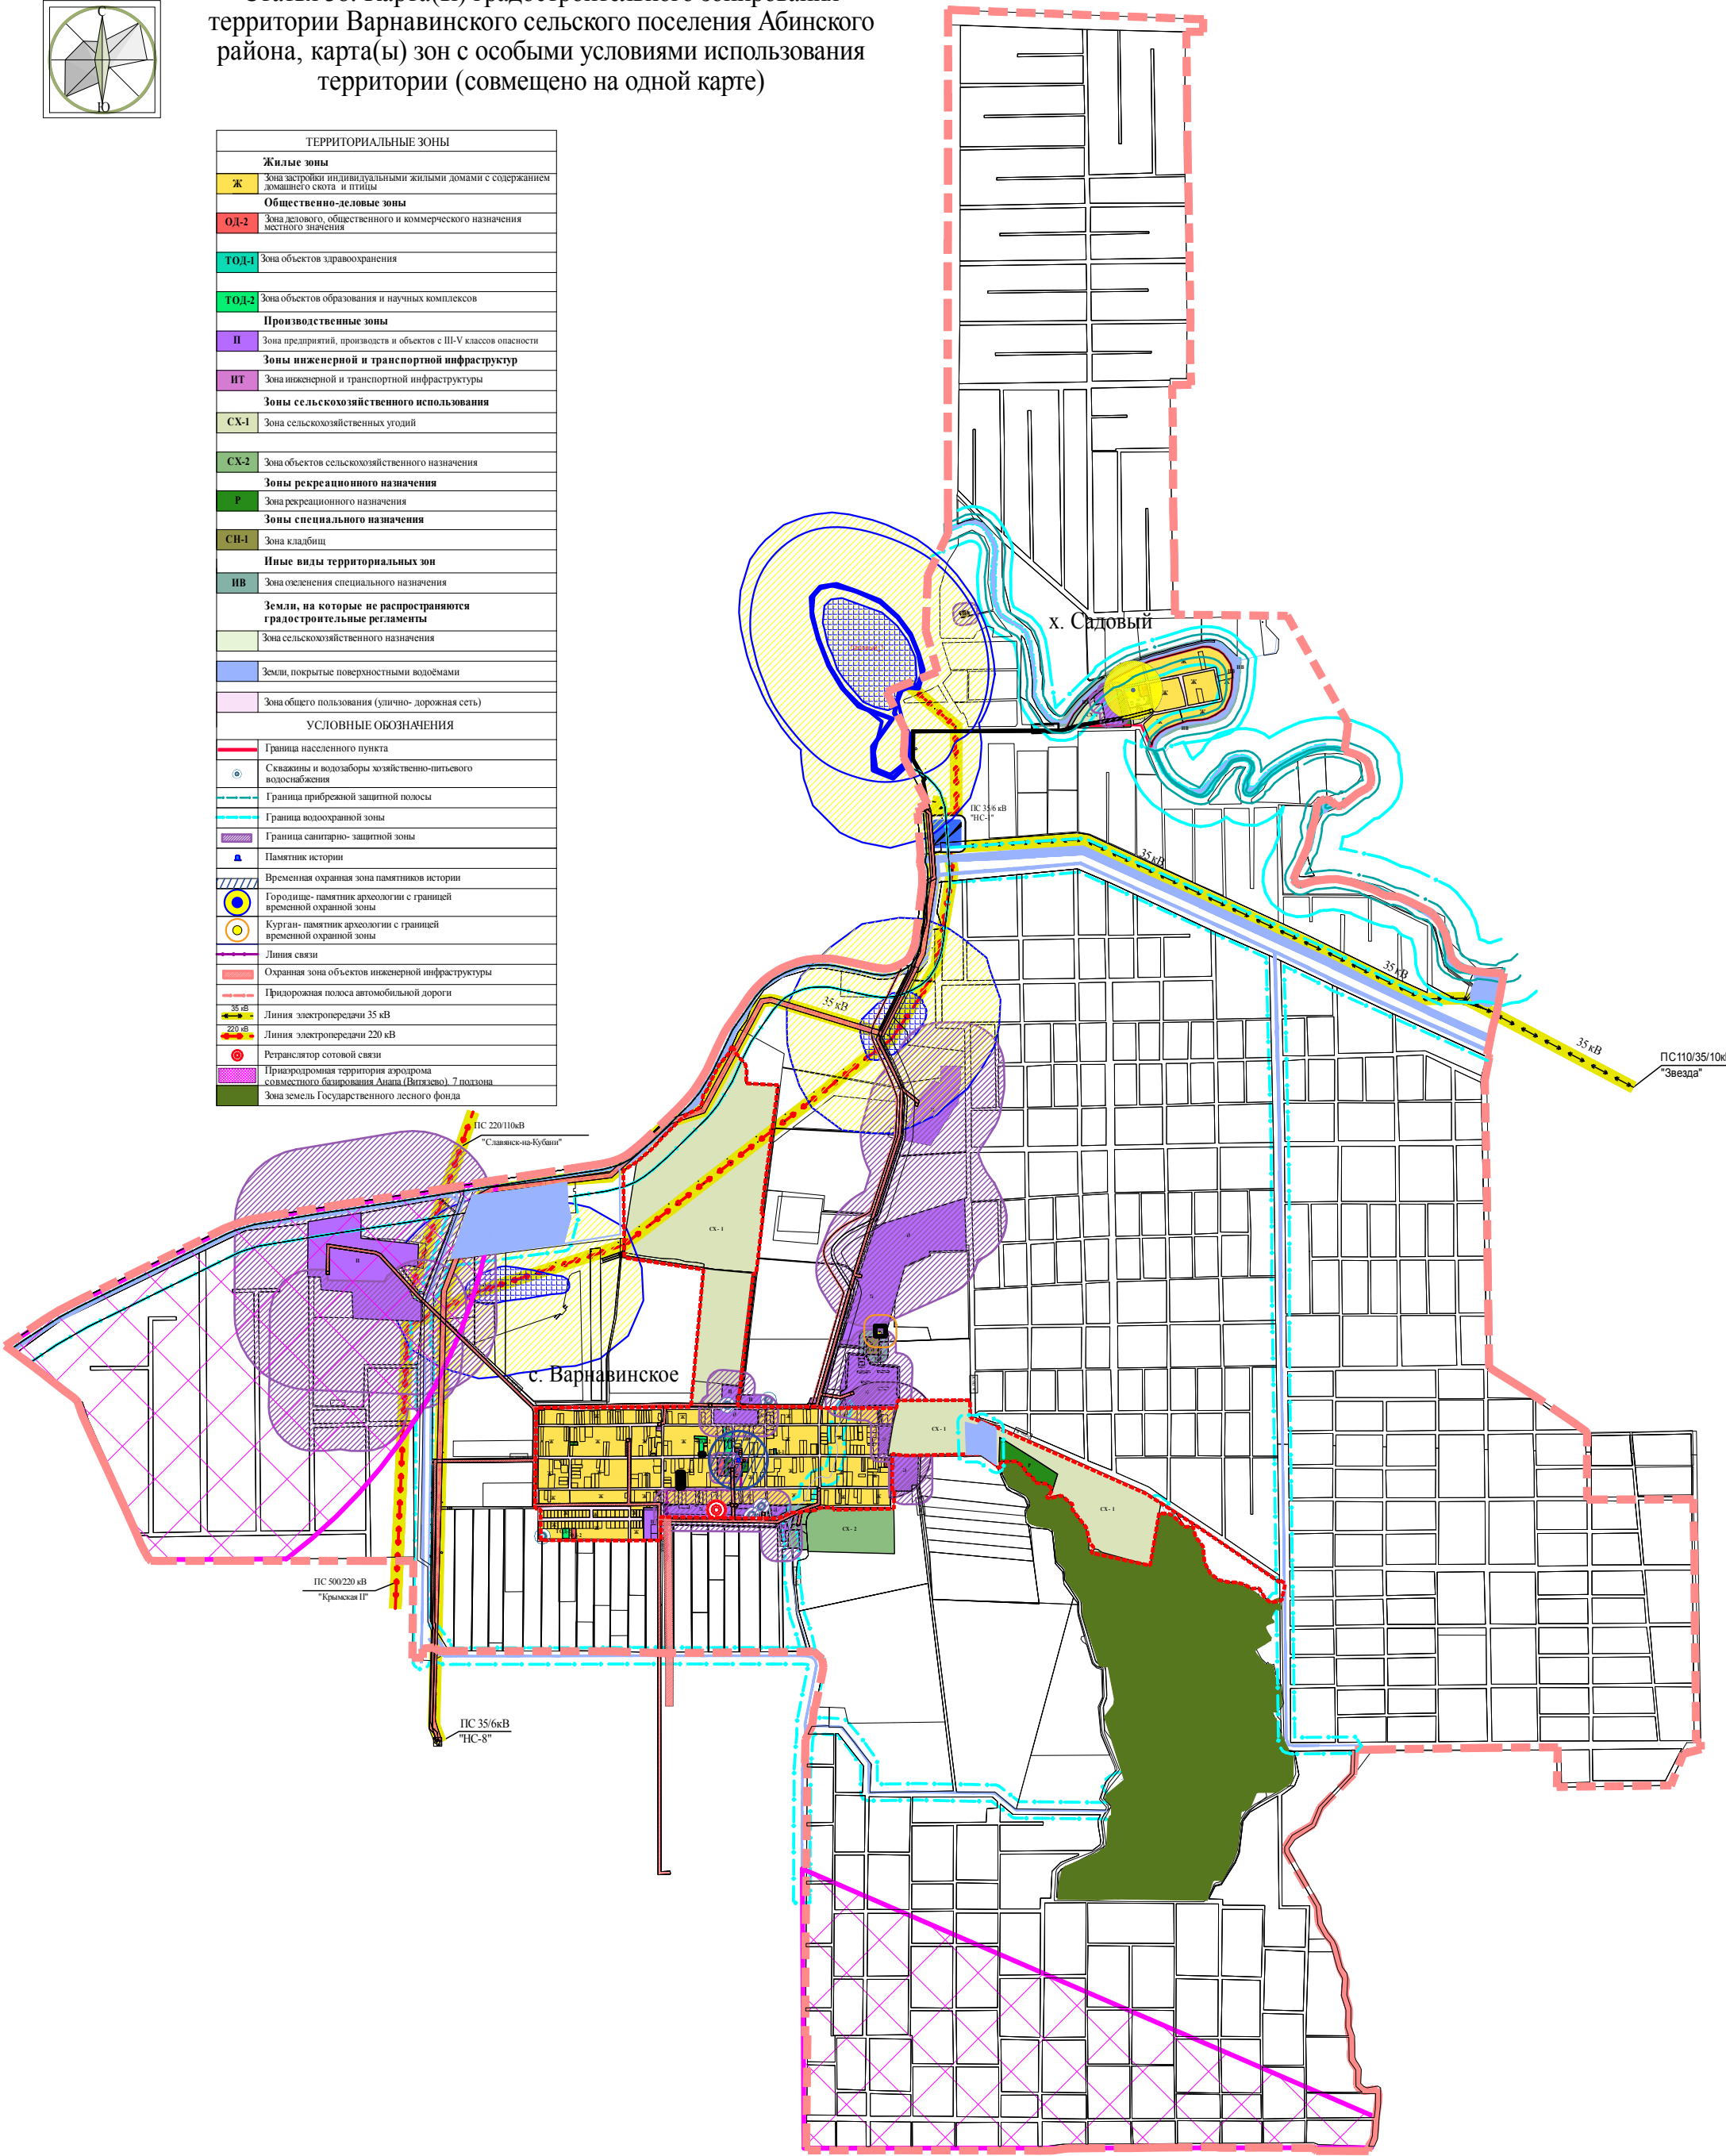 С
Ю
территории Варнавинского сельского поселения Абинского
района, карта(ы) зон с особыми условиями использования
территории (совмещено на одной карте)
ТЕРРИТОРИАЛЬНЫЕ ЗОНЫ
Жилые зоны
Ж Зона застройки индивидуальными жилыми домами с содержанием
домашнего скота и птицы
Общественно-деловые зоны
ОД-2 Зона делового, общественного и коммерческого назначения
местного значения
ТОД-1 Зона объектов здравоохранения
ТОД-2 Зона объектов образования и научных комплексов
Производственные зоны
П Зона предприятий, производств и объектов с III-V классов опасности
Зоны инженерной и транспортной инфраструктур
ИТ Зона инженерной и транспортной инфраструктуры
Зоны сельскохозяйственного использования
СХ-1 Зона сельскохозяйственных угодий
СХ-2 Зона объектов сельскохозяйственного назначения
Зоны рекреационного назначения
Р Зона рекреационного назначения
Зоны специального назначения
СН-1 Зона кладбищ
Иные виды территориальных зон
ИВ Зона озеленения специального назначения
Земли, на которые не распространяются
градостроительные регламенты
Зона сельскохозяйственного назначения
Земли, покрытые поверхностными водоёмами
Зона общего пользования (улично- дорожная сеть)
УСЛОВНЫЕ ОБОЗНАЧЕНИЯ
Граница населенного пункта
Скважины и водозаборы хозяйственно-питьевого
водоснабжения
Граница прибрежной защитной полосы
Граница водоохранной зоны
Граница санитарно- защитной зоны
Памятник истории
Временная охранная зона памятников истории
Городище- памятник археологии с границей
временной охранной зоны
Курган- памятник археологии с границей
временной охранной зоны
Линия связи
Охранная зона объектов инженерной инфраструктуры
Придорожная полоса автомобильной дороги
35 кВ Линия электропередачи 35 кВ
220 кВ Линия электропередачи 220 кВ
Ретранслятор сотовой связи
Приаэродромная территория аэродрома
совместного базирования Анапа (Витязево). 7 подзона
Зона земель Государственного лесного фонда
х. Садовый
Ж
Ж
Ж
Ж
ПС 35/6 кВ
"НС-1"
35 кВ
35 кВ
35 кВ
35 кВ
ПС110/35/10к
"Звезда"
ПС 220/110кВ
"Славянск-на-Кубани"
СХ- 1
П
с. Варнавинское
СХ- 1
Р
СХ- 1
СХ- 2
ПС 500/220 кВ
"Крымская II"
ПС 35/6кВ
"НС-8"